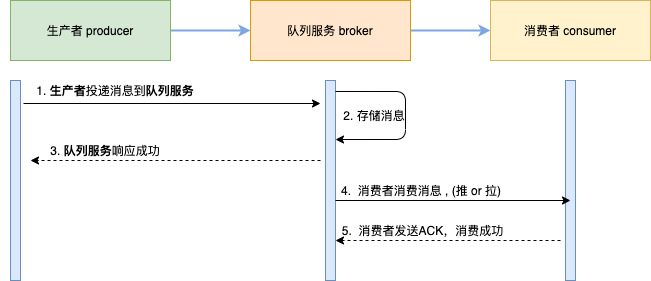 生产者 producer
队列服务 broker
消费者 consumer
1. 生产者投递消息到队列服务
2. 存储消息
3. 队列服务响应成功
4. 消费者消费消息 , (推 or 拉)
5. 消费者发送ACK，消费成功